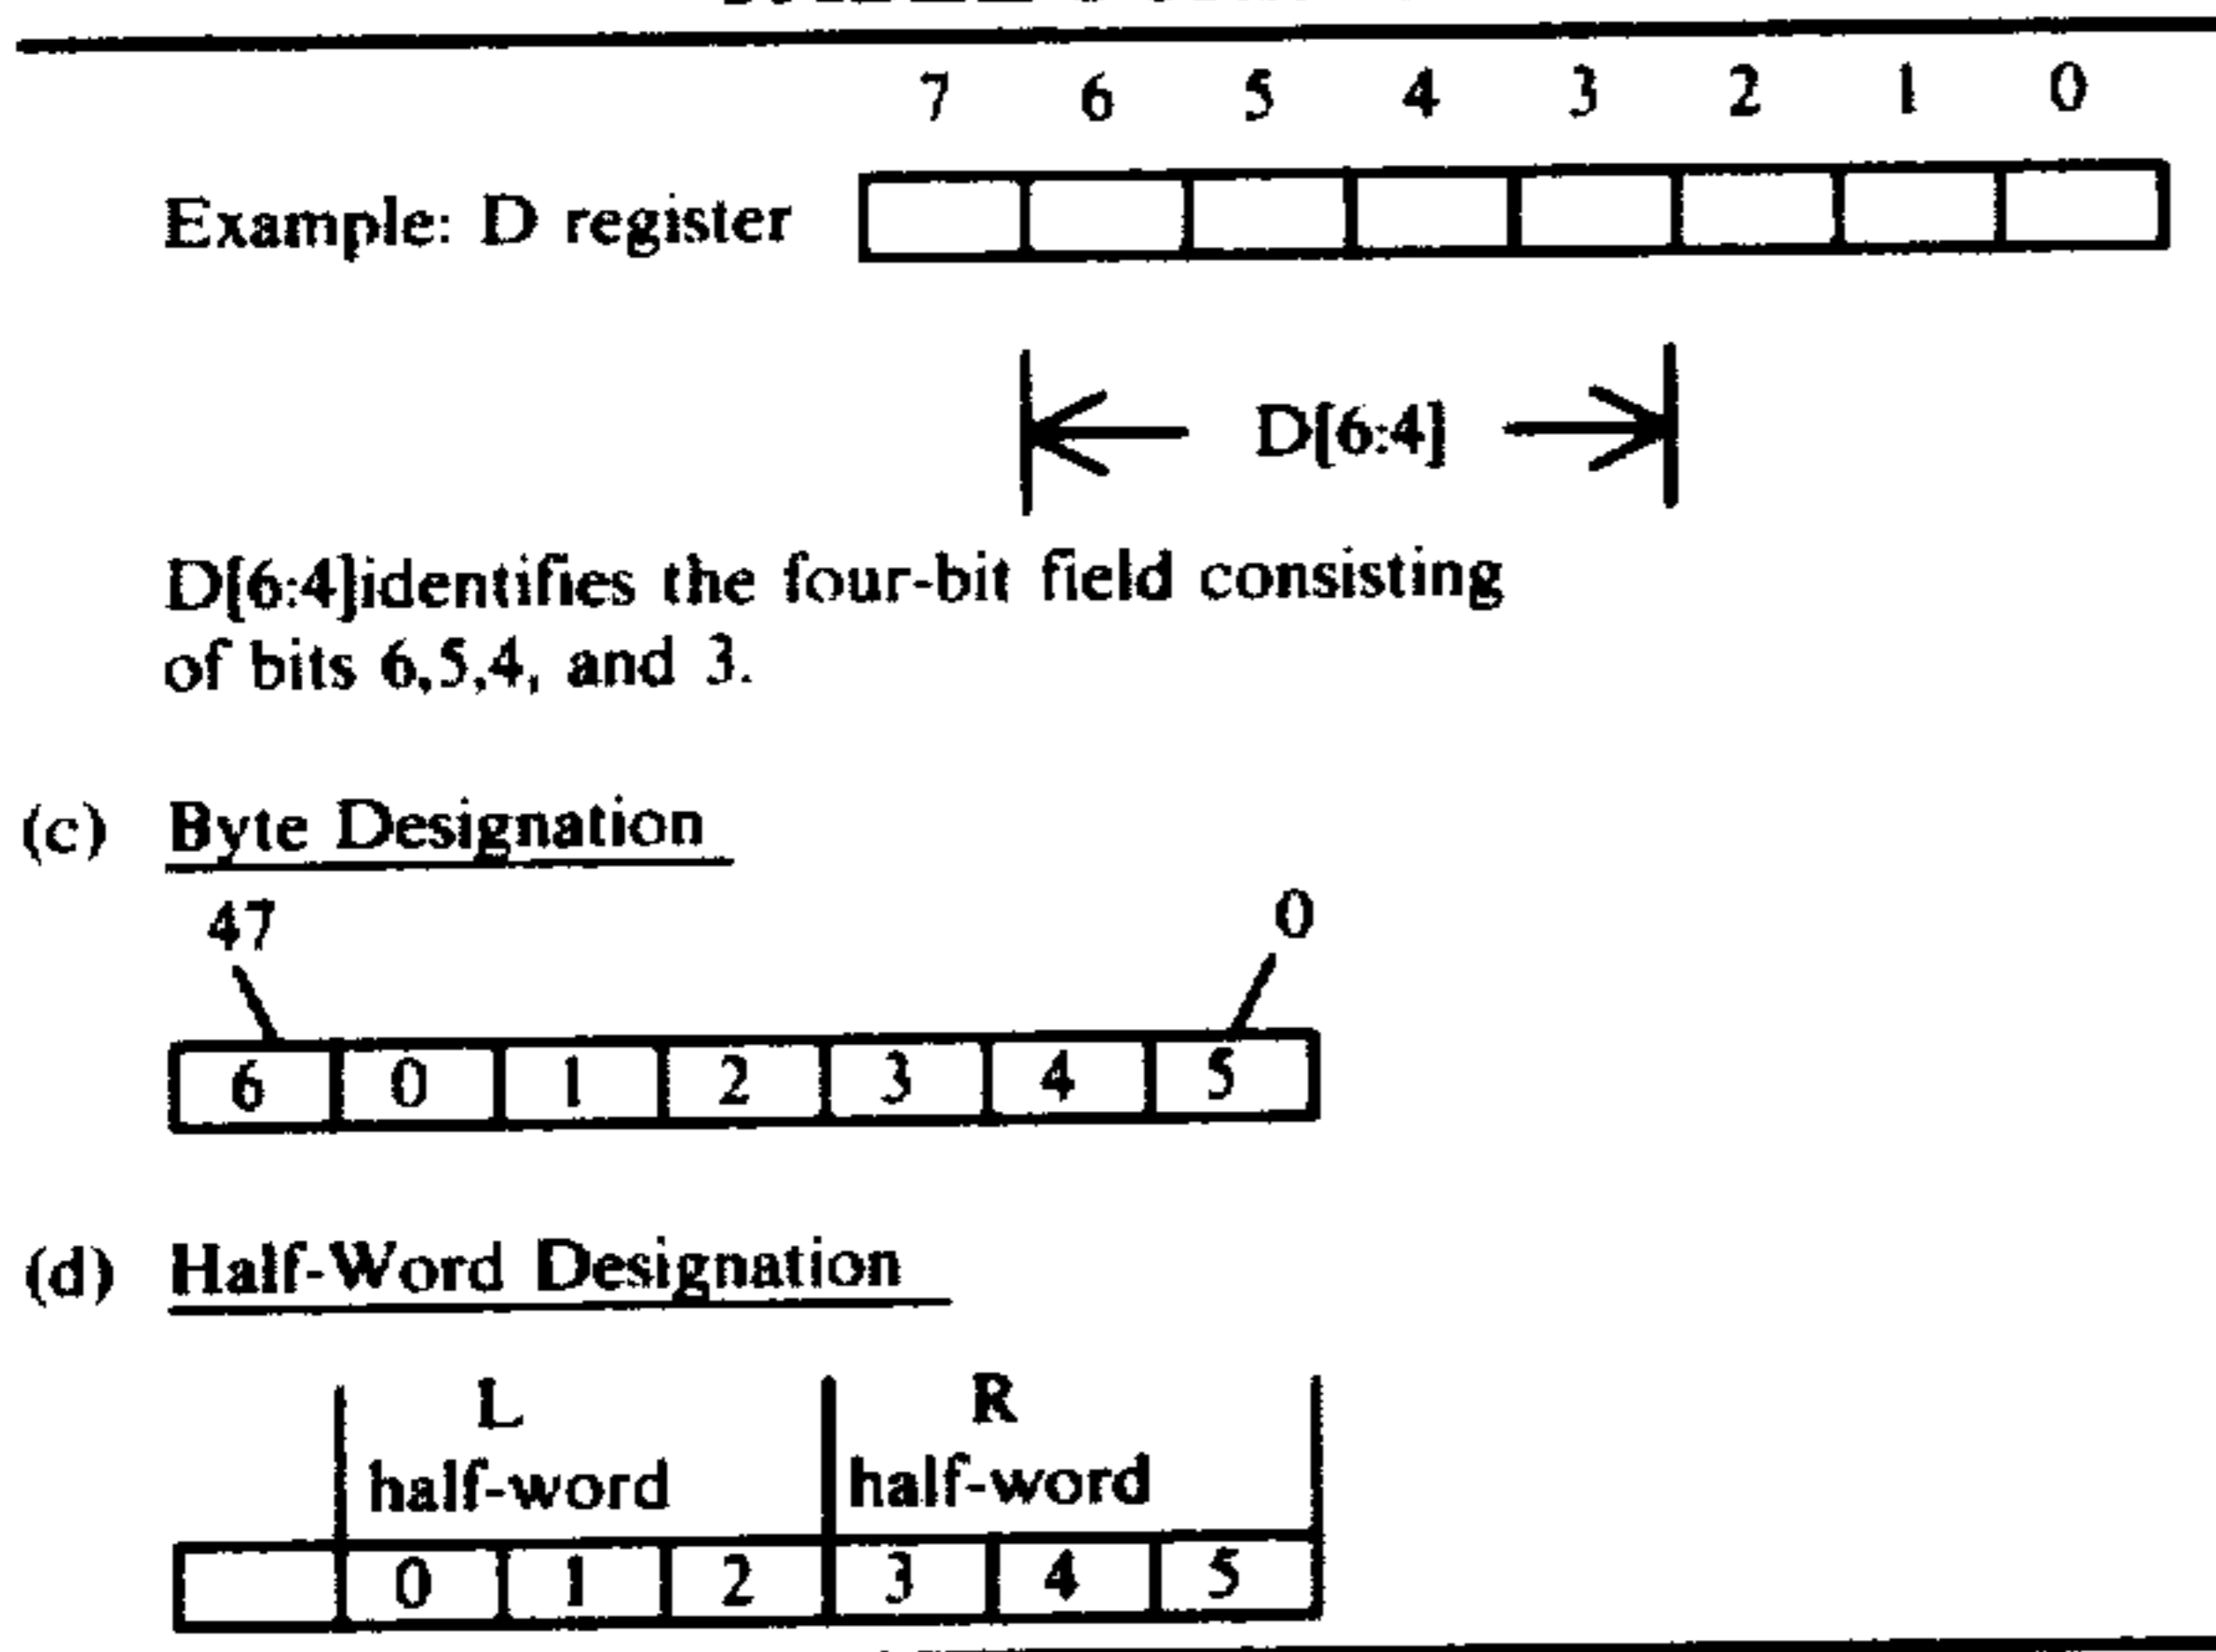 7 6 5 4 3 2 1 0
Example: D register
D[6:4]
D[6:4]identifies the four-bit field consisting
of bits 6,5,4, and 3.
(c) Byte Designation
47 0
6 0 1 2 3 4 5
(d) Half-Word Designation
L R
half-word half-word
0 1 2 3 4 5